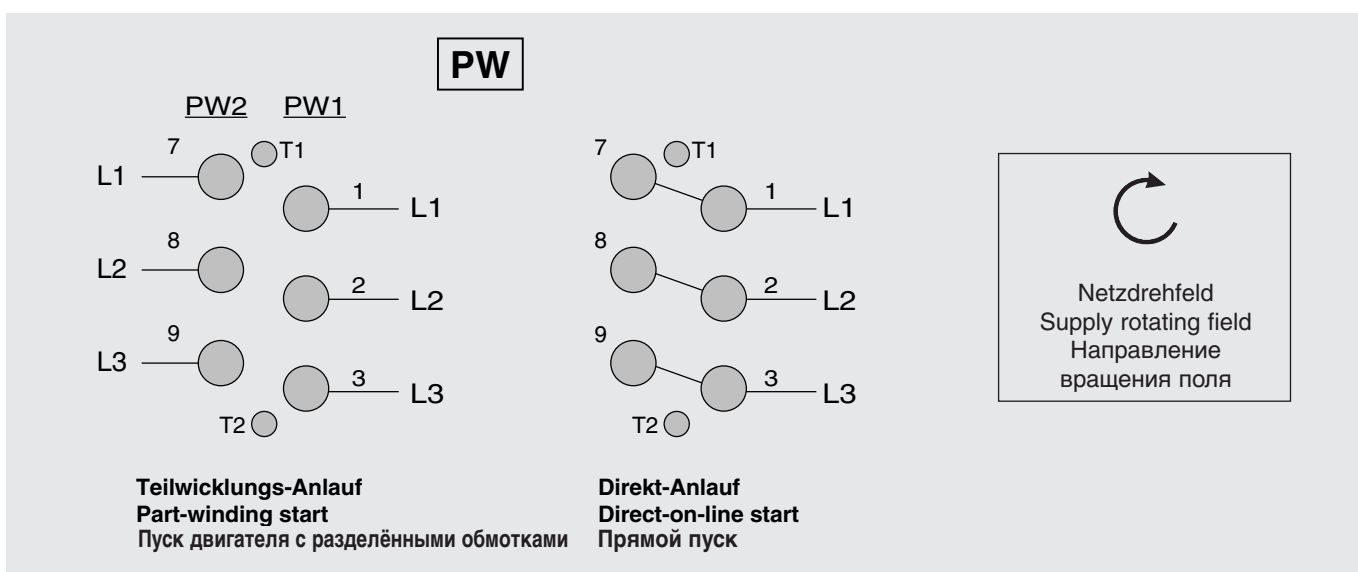 PW
PW2 PW1
7 T1
L1 1 L1
8
L2 2 L2
9
L3 3 L3
T2
Teilwicklungs-Anlauf
Part-winding start
Пуск двигателя с разделёнными обмотками
7 T1
1 L1
8
2 L2
9
3 L3
T2
Direkt-Anlauf
Direct-on-line start
Прямой пуск
Netzdrehfeld
Supply rotating field
Направление
вращения поля